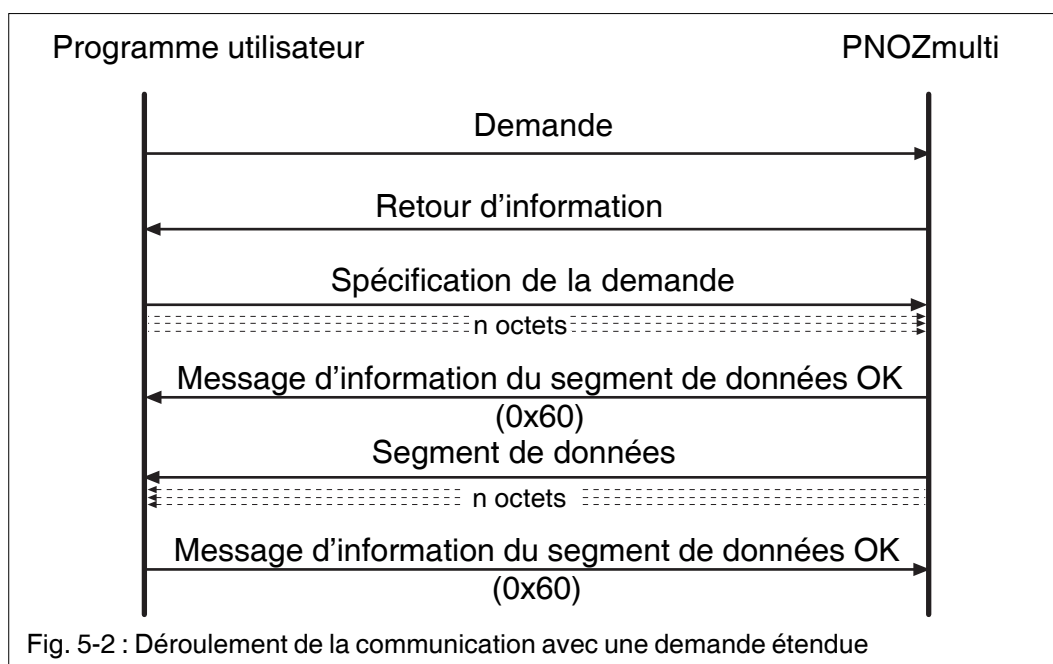 Programme utilisateur PNOZmulti
Demande
Retour d'information
Spécification de la demande
n octets
Message d'information du segment de données OK
(0x60)
Segment de données
n octets
Message d'information du segment de données OK
(0x60)
Fig. 5-2 : Déroulement de la communication avec une demande étendue